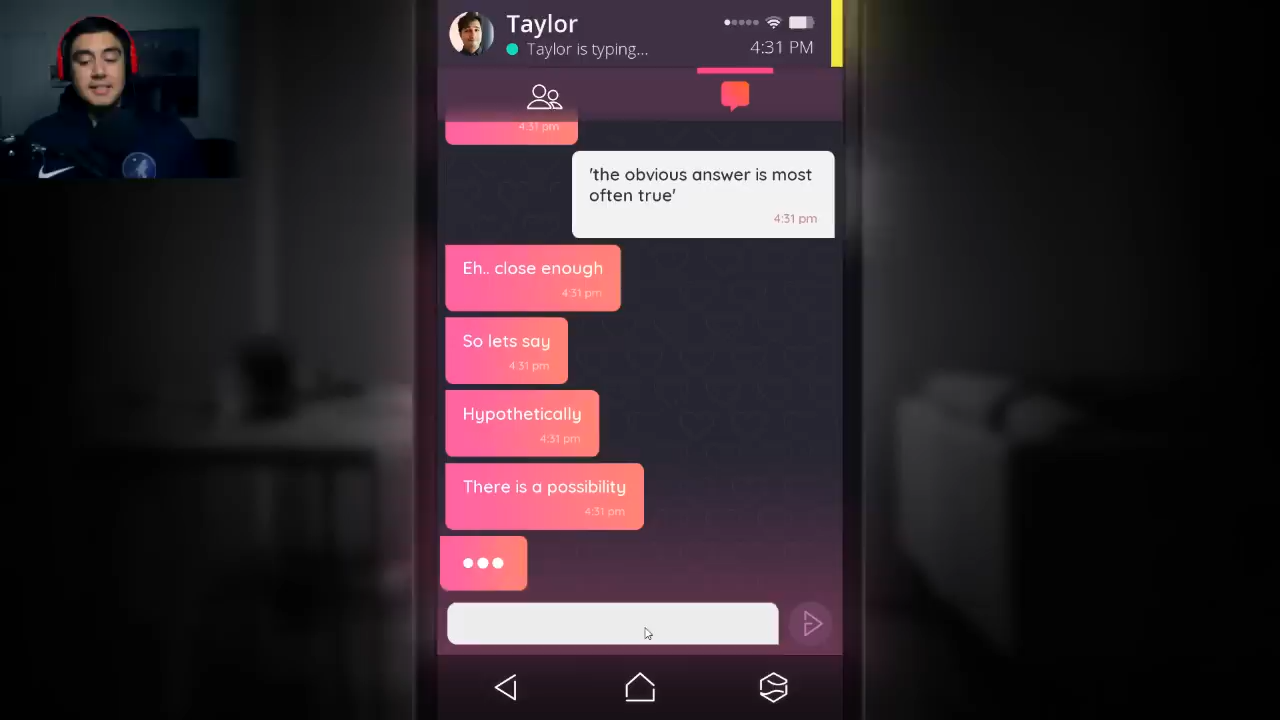 Taylor
Taylor is typing...
4:31 PM
4:31 pm
'the obvious answer is most
often true'
4:31 pm
Eh.. close enough
4:31 pm
So lets say
4:31 pm
Hypothetically
4:31 pm
There is a possibility
4:31 pm